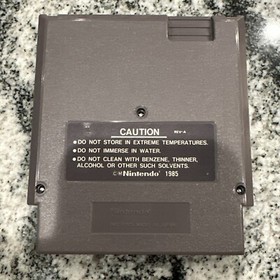 CAUTION
REV-A
•DO NOT STORE IN EXTREME TEMPERATURES.
•DO NOT IMMERSE IN WATER.
•DO NOT CLEAN WITH BENZENE, THINNER,
ALCOHOL OR OTHER SUCH SOLVENTS.
©Nintendo 1985